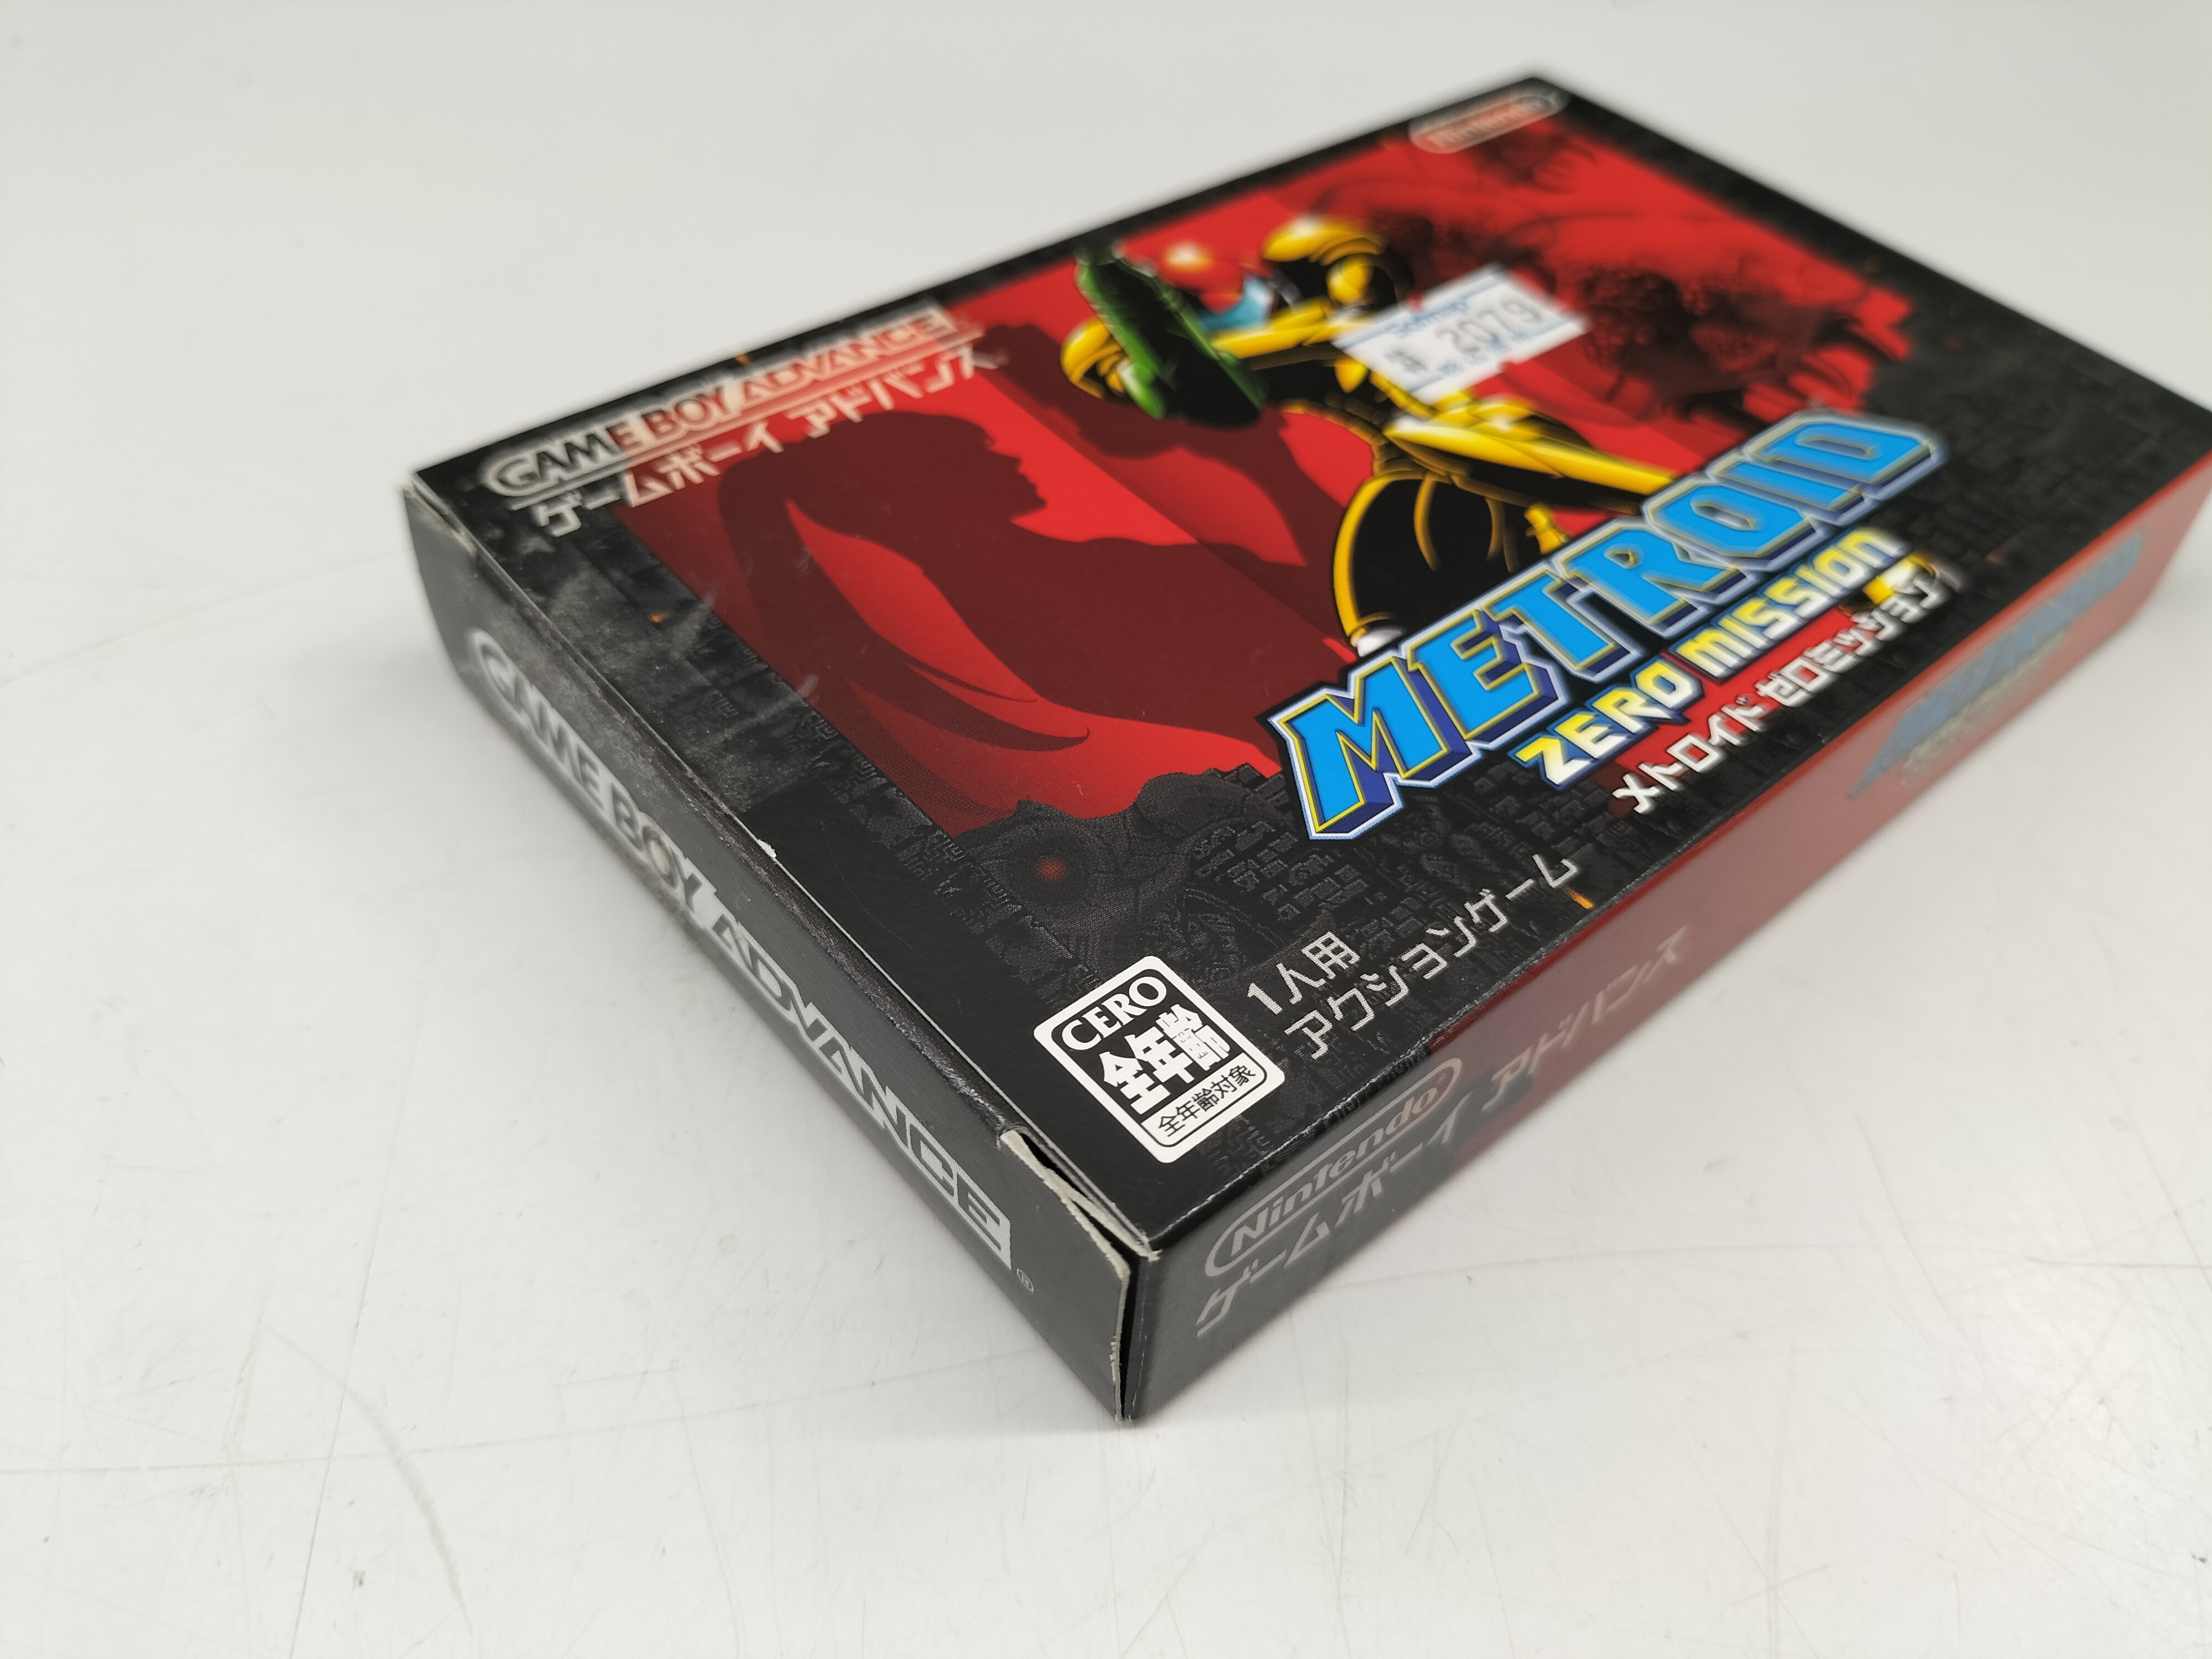 Nintendo
GAME BOY ADVANCE
ゲームボーイ アドバンス
¥ 2079
METROID
ZERO MISSION
メトロイド ゼロミッション
1人用
アクションゲーム
CERO
全年齢
全年齢対象
GAME BOY ADVANCE®
Nintendo®
ゲームボーイ アドバンス